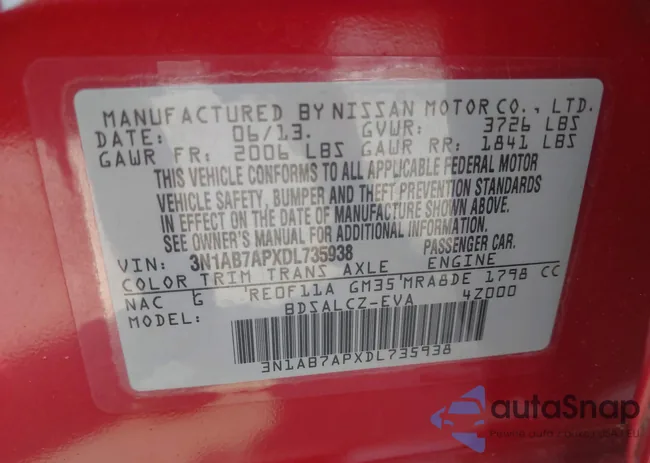 MANUFACTURED BY NISSAN MOTOR CO., LTD.
DATE: 06/13. GVWR: 3726 LBS
GAWR FR: 2006 LBS GAWR RR: 1841 LBS
THIS VEHICLE CONFORMS TO ALL APPLICABLE FEDERAL MOTOR
VEHICLE SAFETY, BUMPER AND THEFT PREVENTION STANDARDS
IN EFFECT ON THE DATE OF MANUFACTURE SHOWN ABOVE.
SEE OWNER'S MANUAL FOR ADDITIONAL INFORMATION.
VIN: 3N1AB7APXDL735938 PASSENGER CAR.
COLOR TRIM TRANS AXLE ENGINE
NAC G RE0F11A GM35 MRA8DE 1798 CC
MODEL: BDSALCZ-EVA 4Z000
3N1AB7APXDL735938
autaSnap